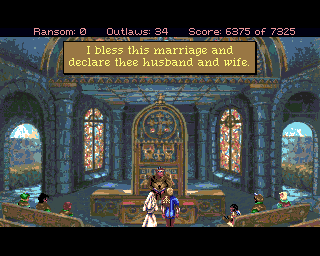 Ransom: 0 Outlaws: 34 Score: 6375 of 7325
I bless this marriage and
declare thee husband and wife.